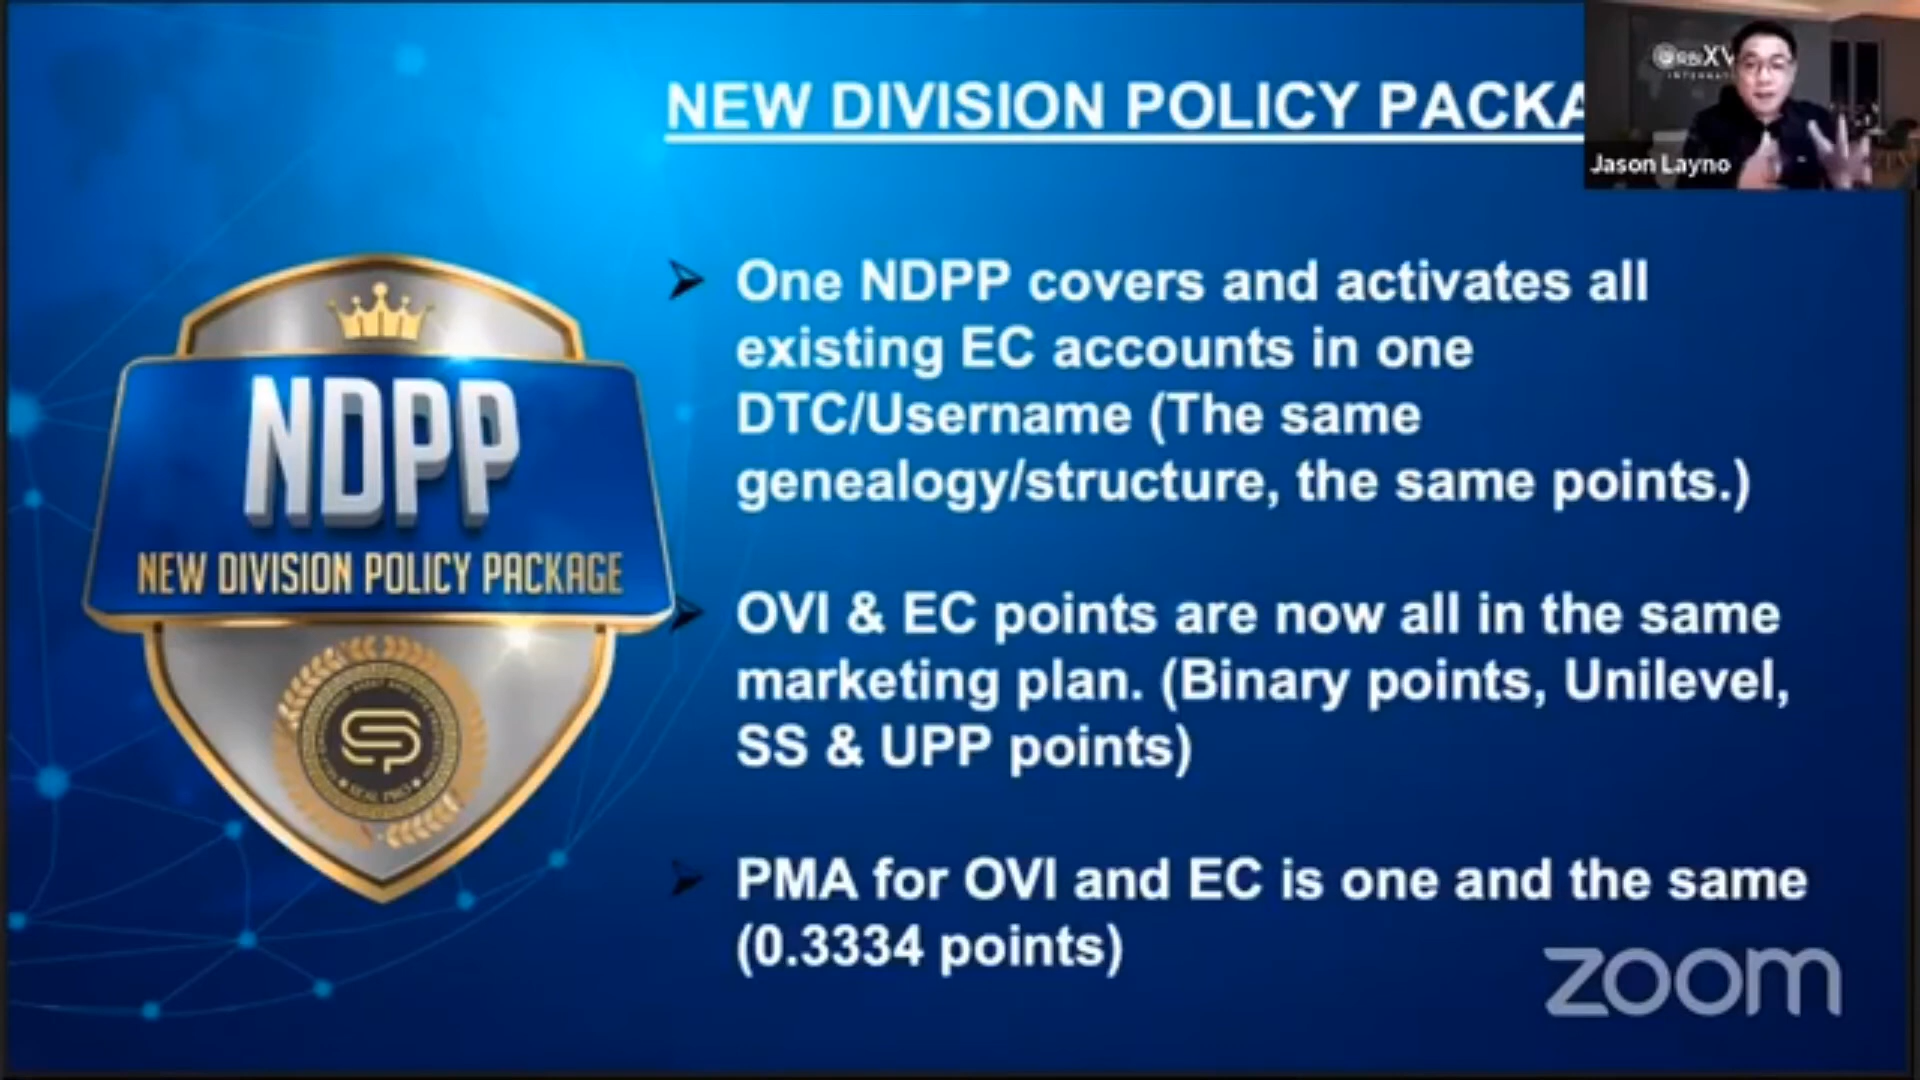 NEW DIVISION POLICY PACKA
Jason Layno
One NDPP covers and activates all
existing EC accounts in one
DTC/Username (The same
genealogy/structure, the same points.)
NDPP
NEW DIVISION POLICY PACKAGE
OVI & EC points are now all in the same
marketing plan. (Binary points, Unilevel,
SS & UPP points)
PMA for OVI and EC is one and the same
(0.3334 points)
zoom